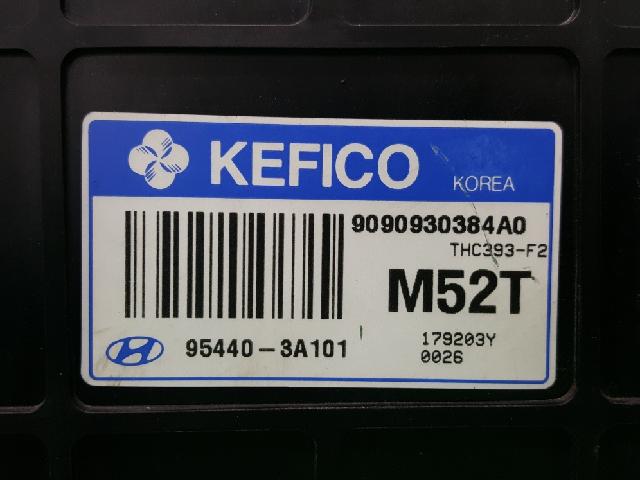 KEFICO KOREA
9090930384A0
THC393-F2
M52T
95440-3A101
179203Y
0026